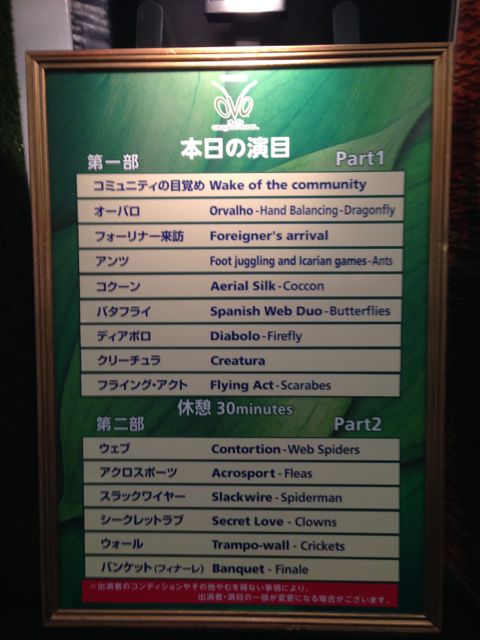 OVO
本日の演目
第一部 Part1
コミュニティの目覚め Wake of the community
オーバロ Orvalho-Hand Balancing-Dragonfly
フォーリナー来訪 Foreigner's arrival
アンツ Foot juggling and Icarian games-Ants
コクーン Aerial Silk-Coccon
バタフライ Spanish Web Duo-Butterflies
ディアボロ Diabolo-Firefly
クリーチュラ Creatura
フライング・アクト Flying Act-Scarabes
休憩 30minutes
第二部 Part2
ウェブ Contortion-Web Spiders
アクロスポーツ Acrosport-Fleas
スラックワイヤー Slackwire-Spiderman
シークレットラブ Secret Love - Clowns
ウォール Trampo-wall - Crickets
バンケット(フィナーレ) Banquet - Finale
※出演者のコンディションやその他やむを得ない事情により、
出演者・演目の一部が変更になる場合がございます。